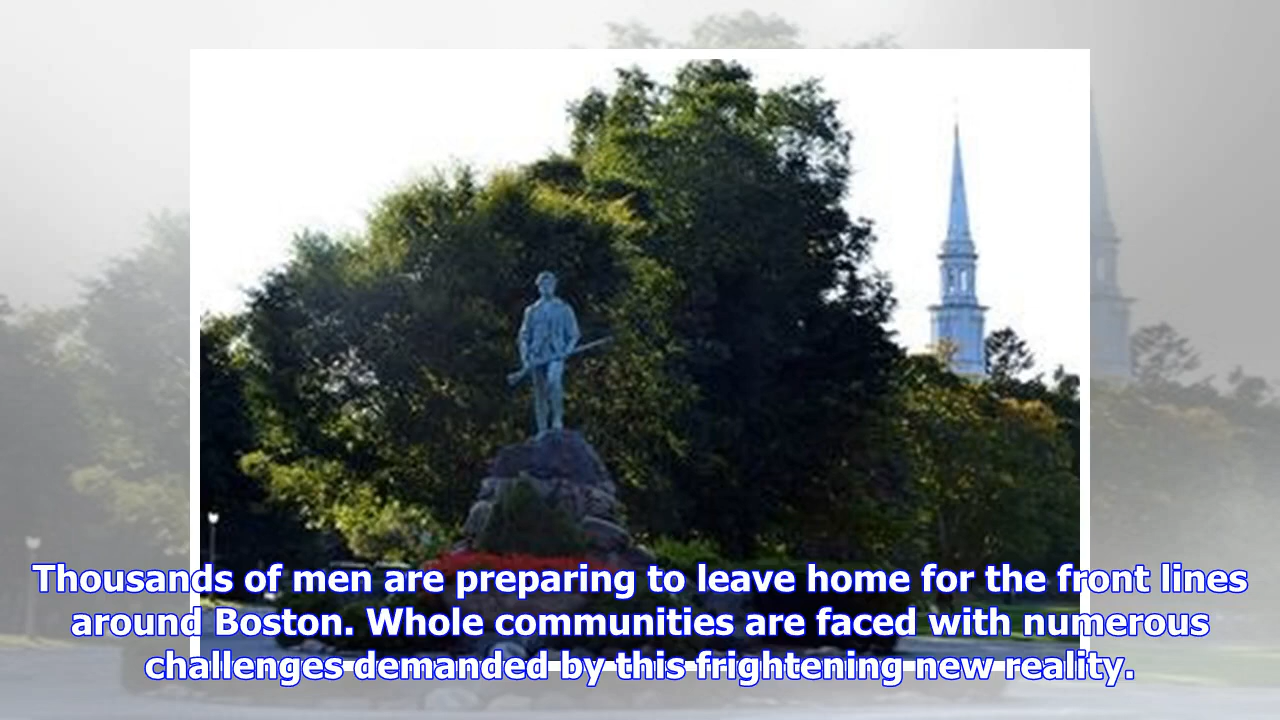 Thousands of men are preparing to leave home for the front lines
around Boston. Whole communities are faced with numerous
challenges demanded by this frightening new reality.